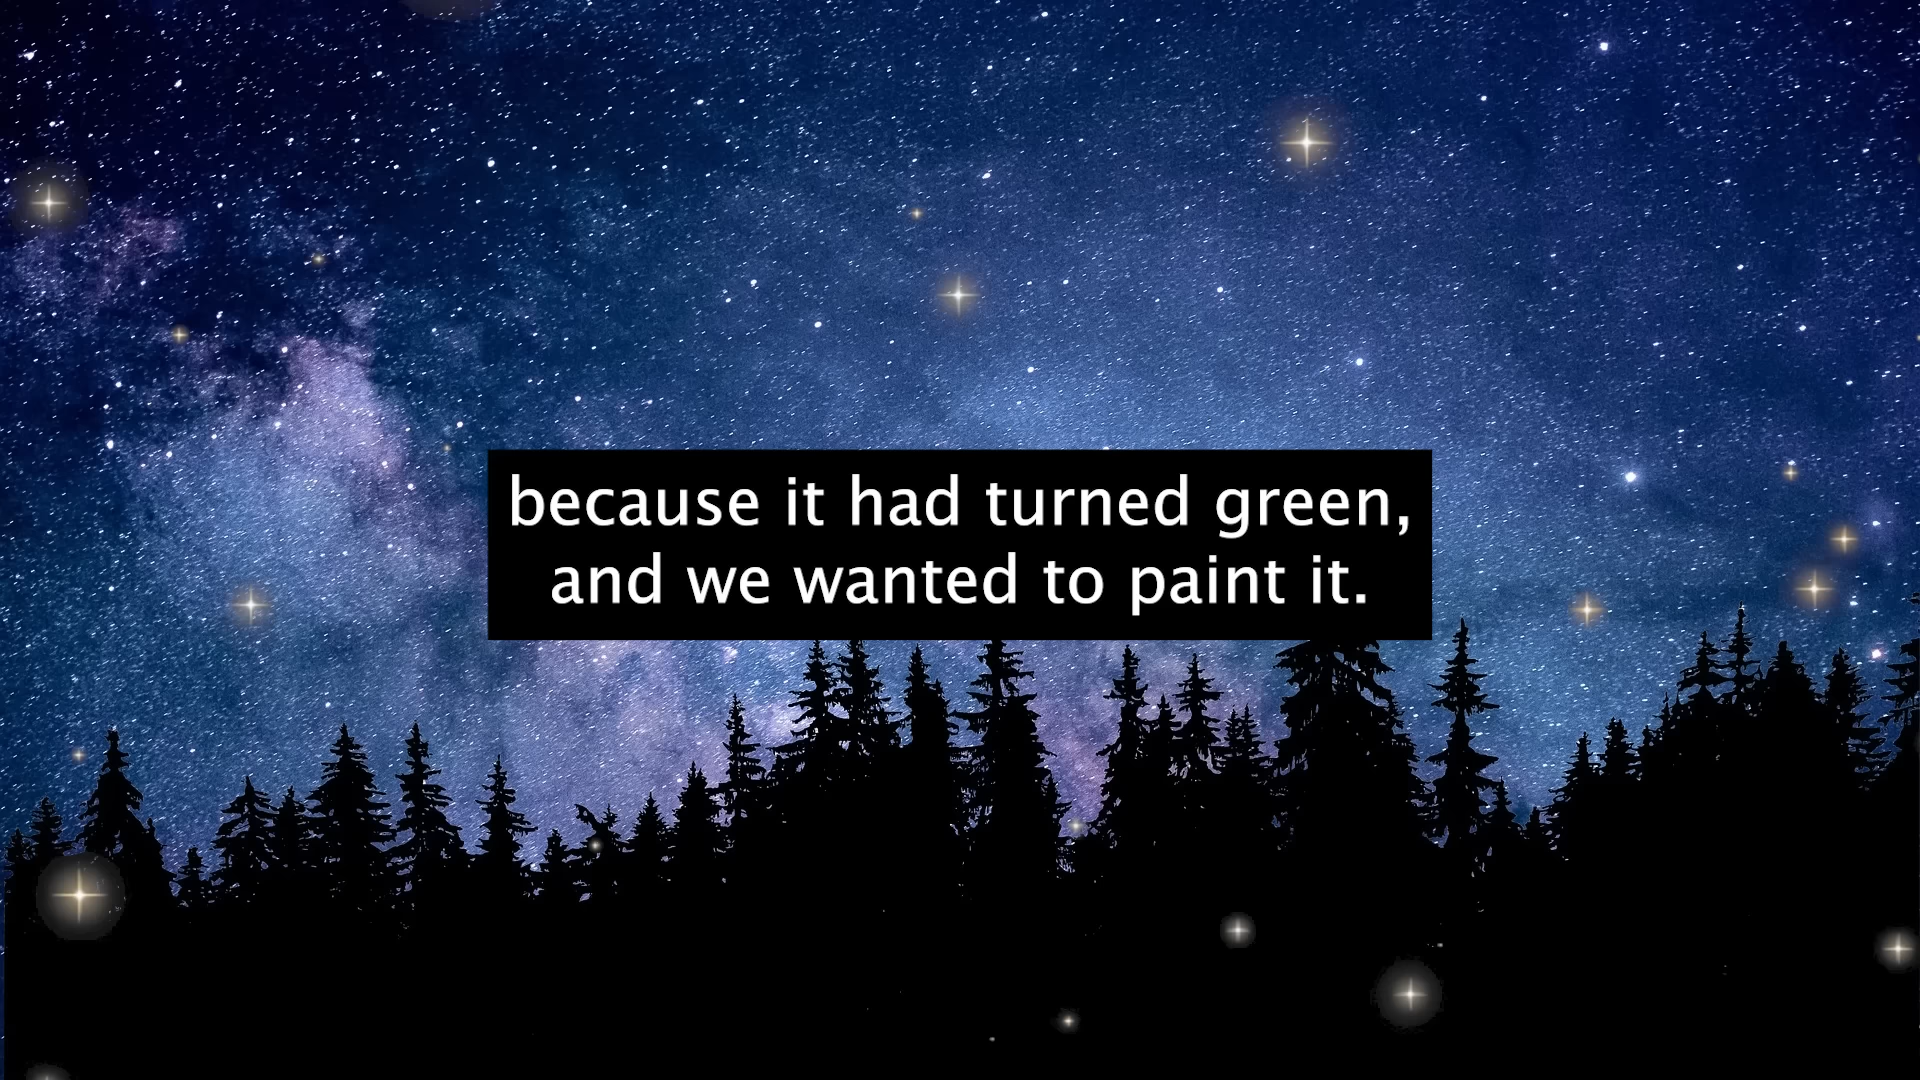 because it had turned green,
and we wanted to paint it.